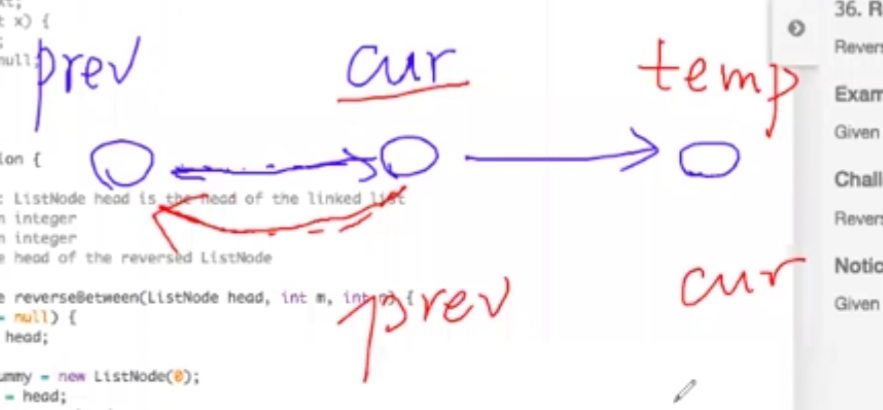 t x) {
null;
prev cur temp
ion {
: ListNode head is the head of the linked list
n integer
n integer
e head of the reversed ListNode
prev cur
e reverseBetween(ListNode head, int m, int n) {
= null) {
head;
ummy = new ListNode(0);
= head;
36. R
Revers
Exam
Given
Chall
Revers
Notic
Given